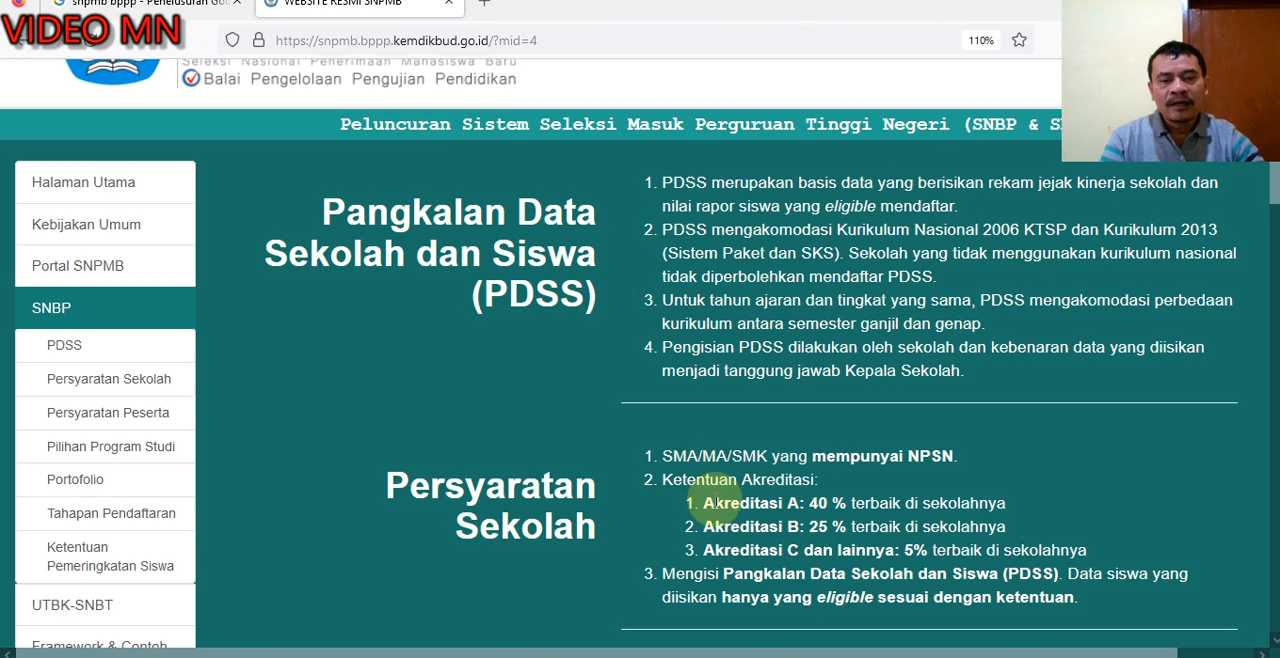 snpmb bppp - Penelusuran Goo
WEBSITE RESMI SNPMB
VIDEO MN
https://snpmb.bppp.kemdikbud.go.id/?mid=4
110%
Seleksi Nasional Penerimaan Mahasiswa Baru
Balai Pengelolaan Pengujian Pendidikan
Peluncuran Sistem Seleksi Masuk Perguruan Tinggi Negeri (SNBP & S
Halaman Utama
Kebijakan Umum
Portal SNPMB
SNBP
PDSS
Persyaratan Sekolah
Persyaratan Peserta
Pilihan Program Studi
Portofolio
Tahapan Pendaftaran
Ketentuan
Pemeringkatan Siswa
UTBK-SNBT
Framework & Contoh
Pangkalan Data
Sekolah dan Siswa
(PDSS)
1. PDSS merupakan basis data yang berisikan rekam jejak kinerja sekolah dan
nilai rapor siswa yang eligible mendaftar.
2. PDSS mengakomodasi Kurikulum Nasional 2006 KTSP dan Kurikulum 2013
(Sistem Paket dan SKS). Sekolah yang tidak menggunakan kurikulum nasional
tidak diperbolehkan mendaftar PDSS.
3. Untuk tahun ajaran dan tingkat yang sama, PDSS mengakomodasi perbedaan
kurikulum antara semester ganjil dan genap.
4. Pengisian PDSS dilakukan oleh sekolah dan kebenaran data yang diisikan
menjadi tanggung jawab Kepala Sekolah.
Persyaratan
Sekolah
1. SMA/MA/SMK yang mempunyai NPSN.
2. Ketentuan Akreditasi:
1. Akreditasi A: 40 % terbaik di sekolahnya
2. Akreditasi B: 25 % terbaik di sekolahnya
3. Akreditasi C dan lainnya: 5% terbaik di sekolahnya
3. Mengisi Pangkalan Data Sekolah dan Siswa (PDSS). Data siswa yang
diisikan hanya yang eligible sesuai dengan ketentuan.